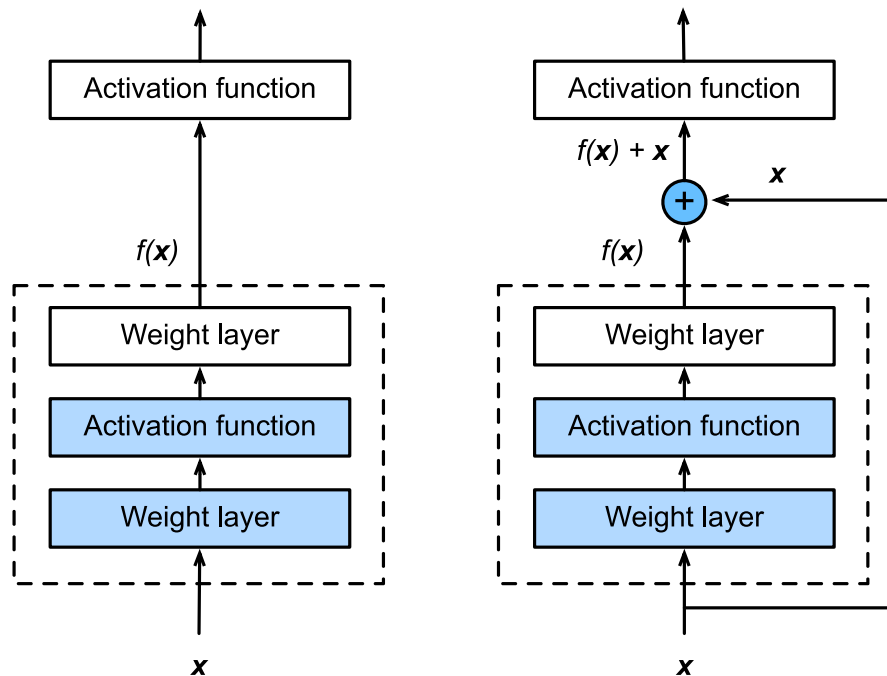 Activation function
f(x)
Weight layer
Activation function
Weight layer
x
Activation function
f(x) + x
x
+
f(x)
Weight layer
Activation function
Weight layer
x